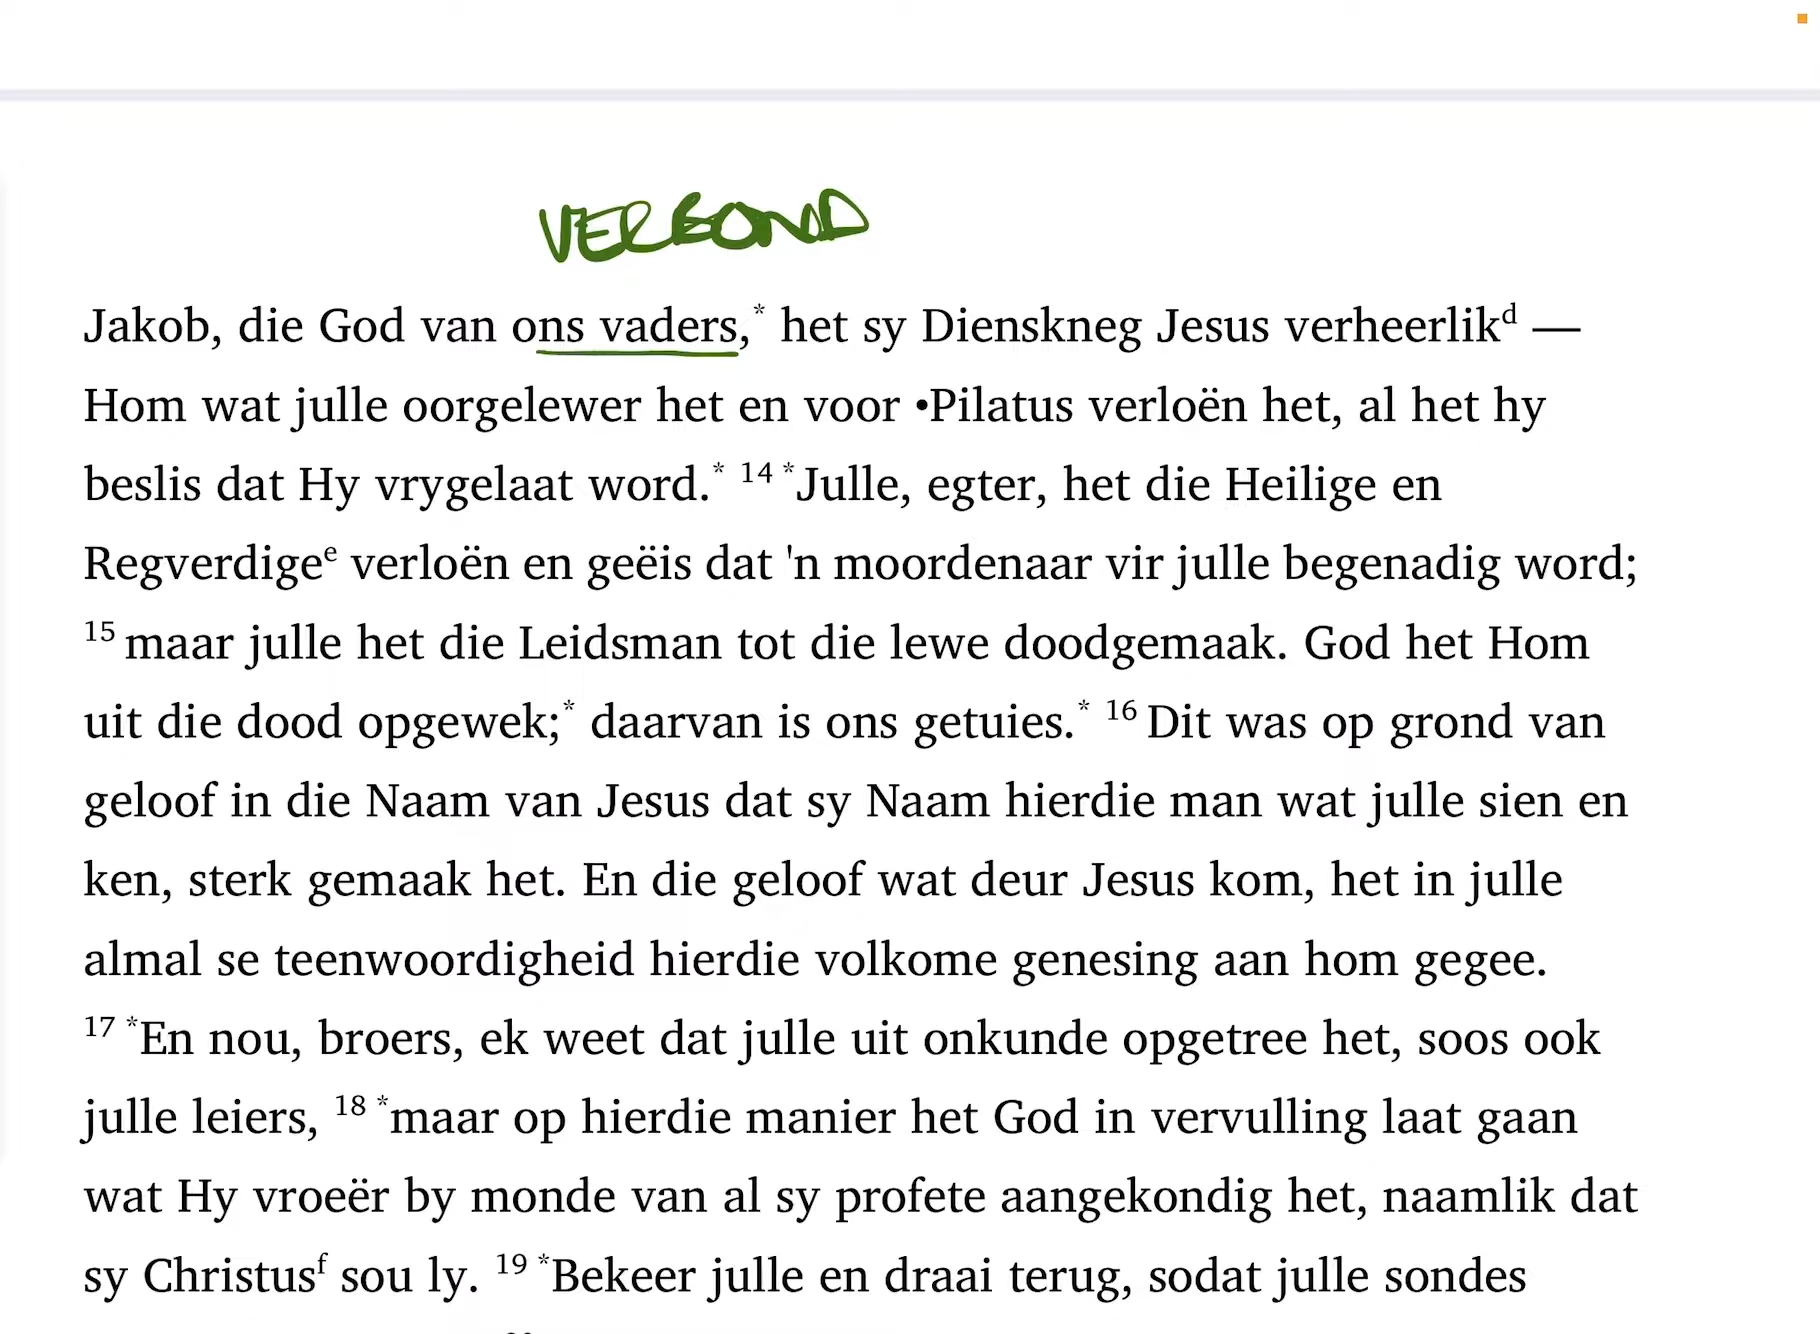 VERBOND
Jakob, die God van ons vaders,* het sy Dienskneg Jesus verheerlikᵈ —
Hom wat julle oorgelewer het en voor •Pilatus verloën het, al het hy
beslis dat Hy vrygelaat word.* ¹⁴ *Julle, egter, het die Heilige en
Regverdigeᵉ verloën en geëis dat 'n moordenaar vir julle begenadig word;
¹⁵ maar julle het die Leidsman tot die lewe doodgemaak. God het Hom
uit die dood opgewek;* daarvan is ons getuies.* ¹⁶ Dit was op grond van
geloof in die Naam van Jesus dat sy Naam hierdie man wat julle sien en
ken, sterk gemaak het. En die geloof wat deur Jesus kom, het in julle
almal se teenwoordigheid hierdie volkome genesing aan hom gegee.
¹⁷ *En nou, broers, ek weet dat julle uit onkunde opgetree het, soos ook
julle leiers, ¹⁸ *maar op hierdie manier het God in vervulling laat gaan
wat Hy vroeër by monde van al sy profete aangekondig het, naamlik dat
sy Christusᶠ sou ly. ¹⁹ *Bekeer julle en draai terug, sodat julle sondes